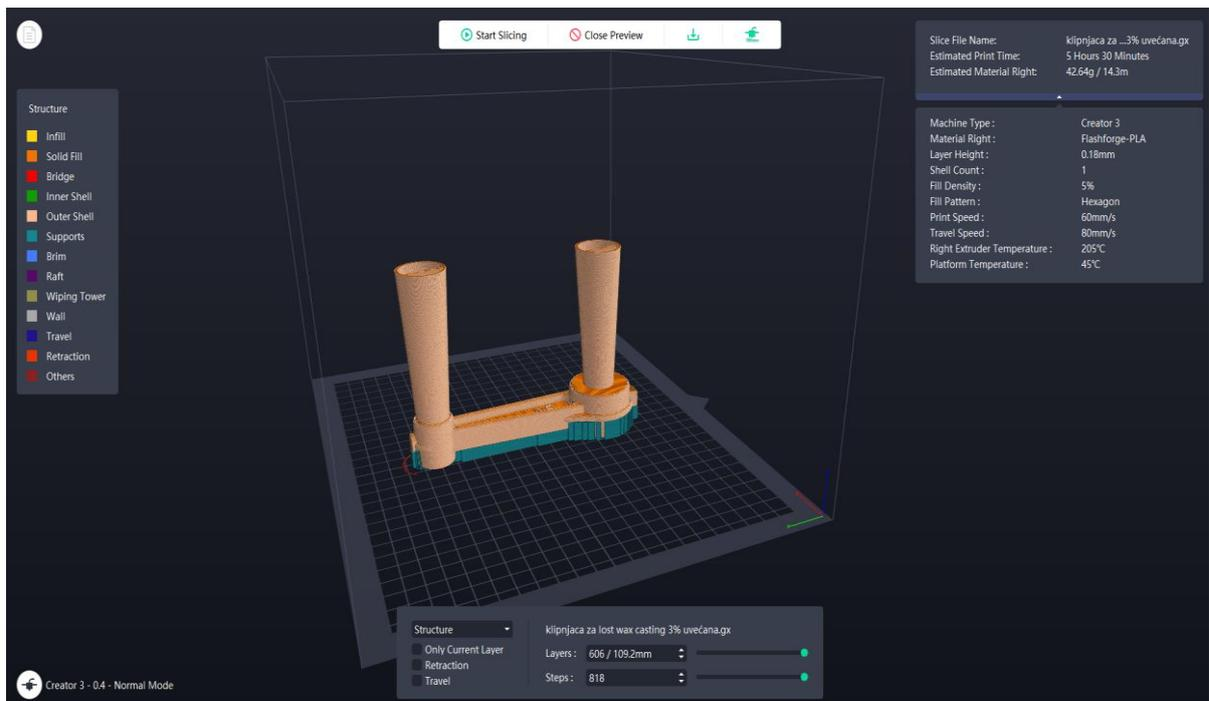 Start Slicing
Close Preview
Slice File Name: klipnjaca za ...3% uvećana.gx
Estimated Print Time: 5 Hours 30 Minutes
Estimated Material Right: 42.64g / 14.3m
Machine Type : Creator 3
Material Right : Flashforge-PLA
Layer Height : 0.18mm
Shell Count : 1
Fill Density : 5%
Fill Pattern : Hexagon
Print Speed : 60mm/s
Travel Speed : 80mm/s
Right Extruder Temperature : 205℃
Platform Temperature : 45℃
Structure
Infill
Solid Fill
Bridge
Inner Shell
Outer Shell
Supports
Brim
Raft
Wiping Tower
Wall
Travel
Retraction
Others
Structure
Only Current Layer
Retraction
Travel
klipnjaca za lost wax casting 3% uvećana.gx
Layers : 606 / 109.2mm
Steps : 818
Creator 3 - 0.4 - Normal Mode